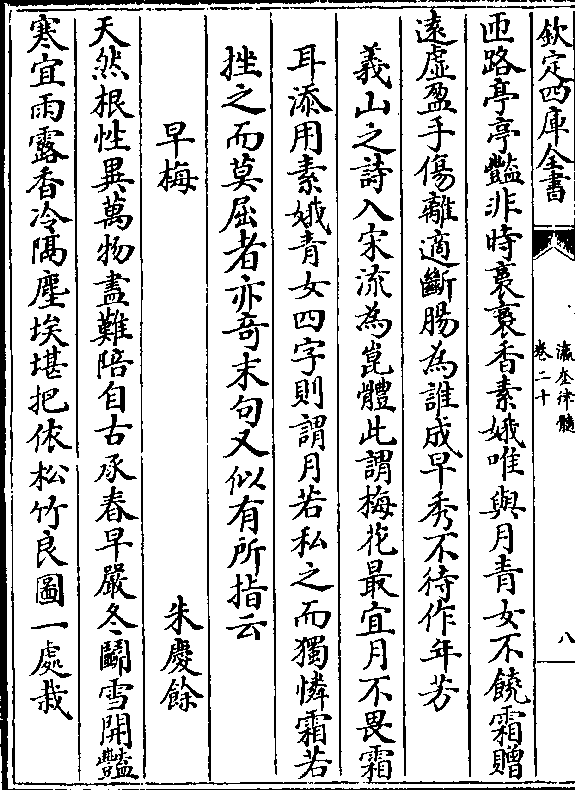 欽定四庫全書
瀛奎律髓
卷二十
八
匝路亭亭豔非時裛裛香素娥唯與月青女不饒霜贈
遠虛盈手傷離適斷腸為誰成早秀不待作年芳
義山之詩入宋流為崑體此謂梅花最宜月不畏霜
耳添用素娥青女四字則謂月若私之而獨憐霜若
挫之而莫屈者亦奇末句又似有所指云
早梅 朱慶餘
天然根性異萬物盡難陪自古承春早嚴冬鬭雪開豔
寒宜雨露香冷隔塵埃堪把依松竹良圖一處栽